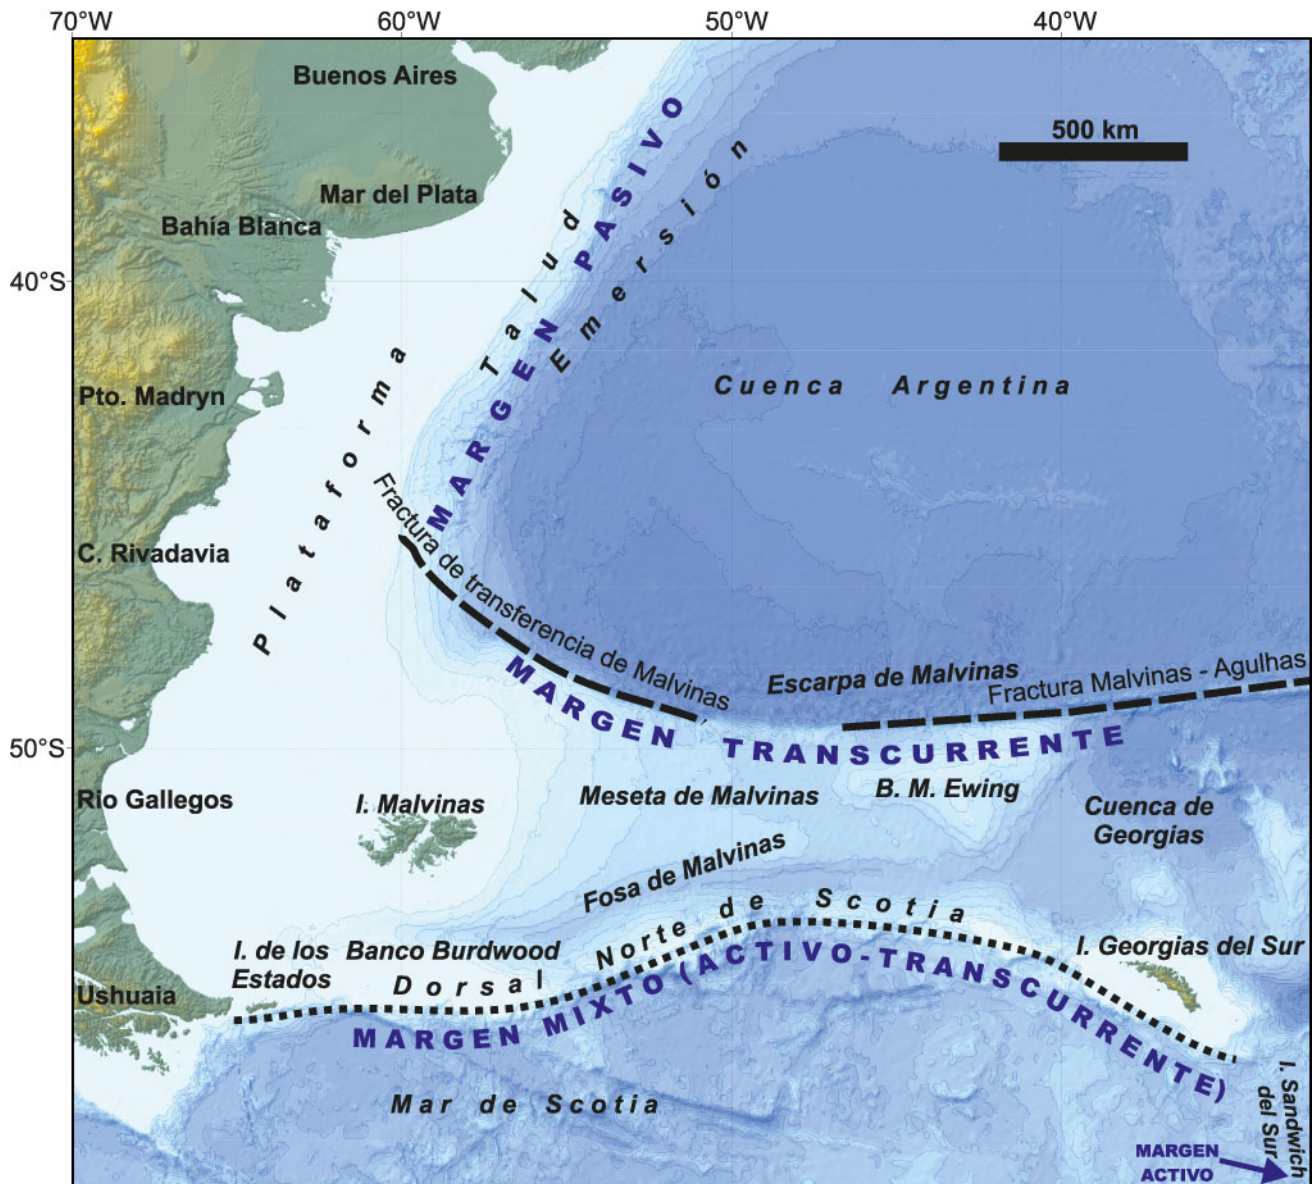 70°W 60°W 50°W 40°W
Buenos Aires
500 km
Mar del Plata
Bahía Blanca
MARGEN PASIVO
Talud
Emersión
40°S
Plataforma
Cuenca Argentina
Pto. Madryn
Fractura de transferencia de Malvinas
C. Rivadavia
Escarpa de Malvinas
Fractura Malvinas - Agulhas
MARGEN TRANSCURRENTE
50°S
Rio Gallegos
I. Malvinas
Meseta de Malvinas
B. M. Ewing
Cuenca de
Georgias
Fosa de Malvinas
Dorsal Norte de Scotia
I. de los
Estados
Banco Burdwood
I. Georgias del Sur
Ushuaia
MARGEN MIXTO (ACTIVO-TRANSCURRENTE)
Mar de Scotia
I. Sandwich
del Sur
MARGEN
ACTIVO